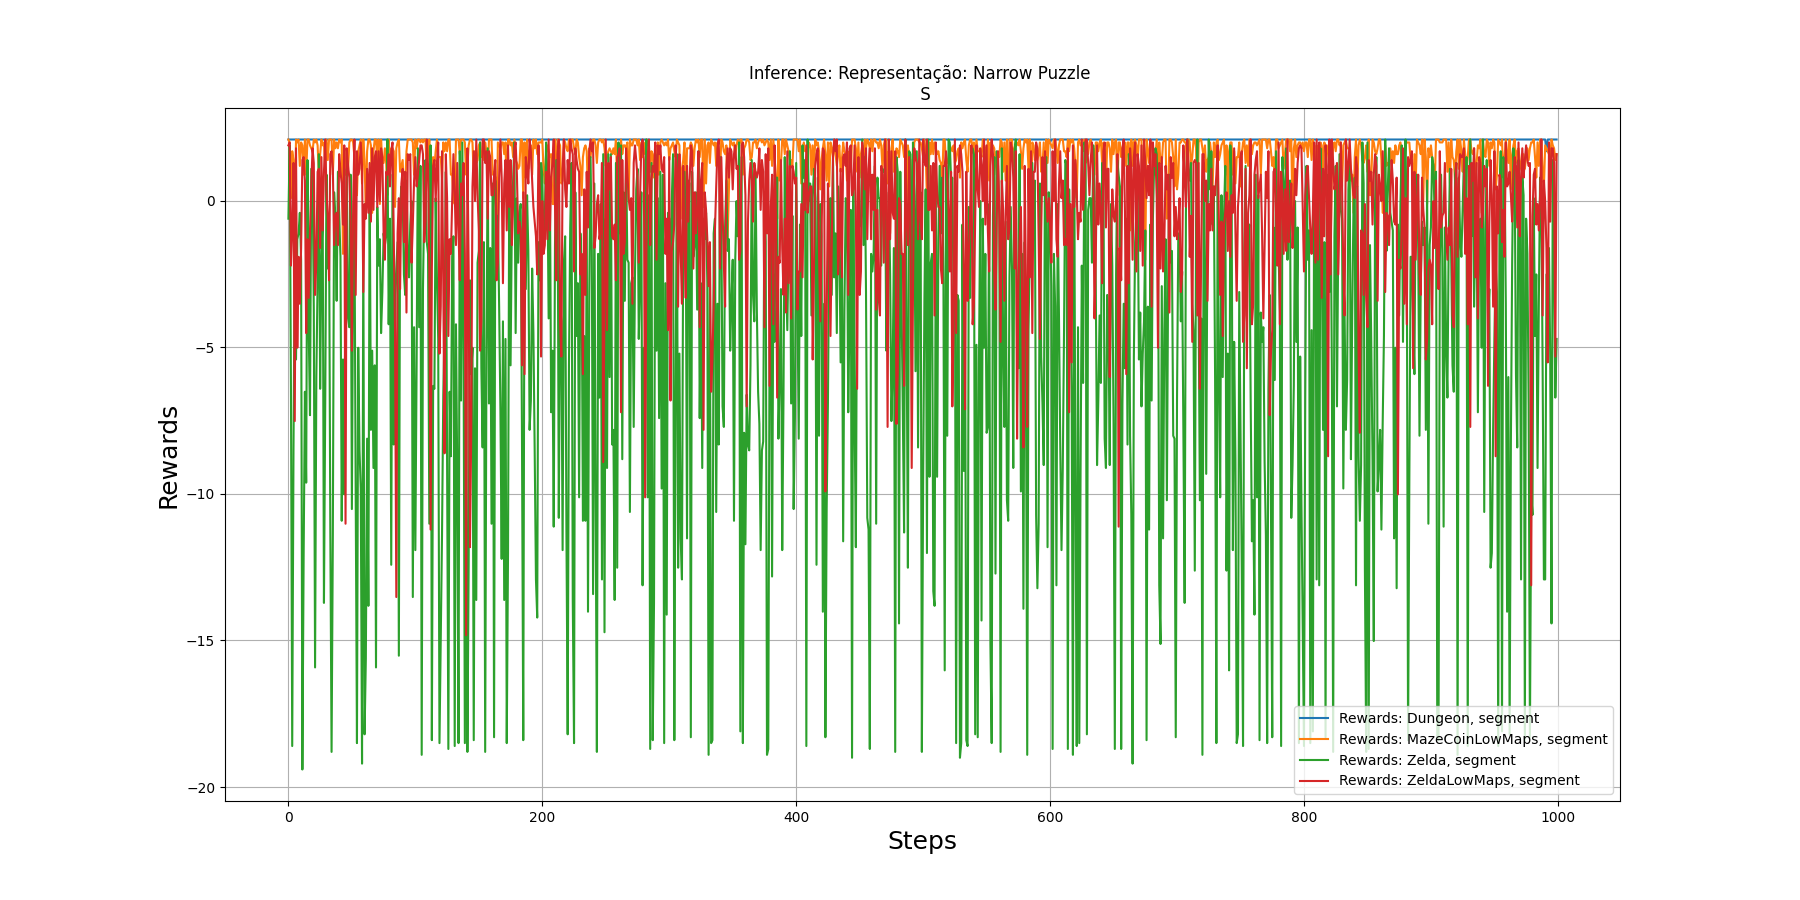 Inference: Representação: Narrow Puzzle
S
Rewards
0
−5
−10
−15
−20
0 200 400 600 800 1000
Steps
Rewards: Dungeon, segment
Rewards: MazeCoinLowMaps, segment
Rewards: Zelda, segment
Rewards: ZeldaLowMaps, segment